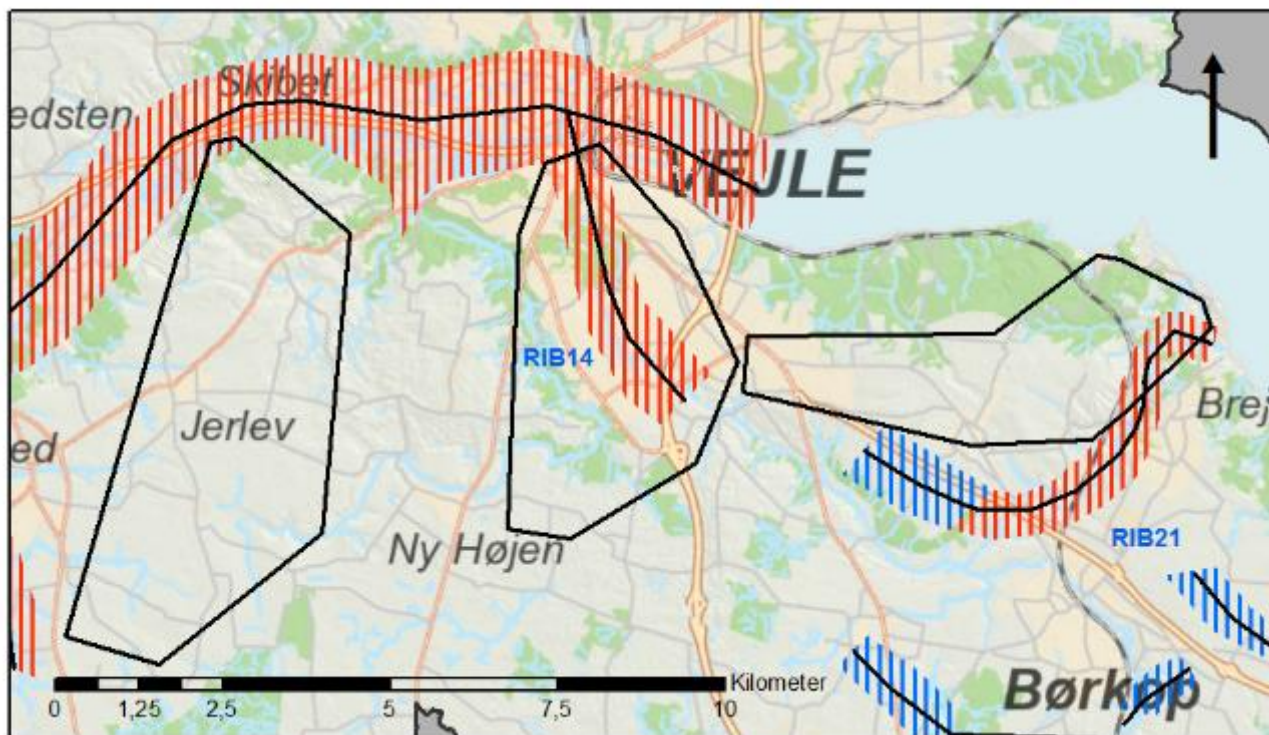 Skibet
edsten
VEJLE
RIB14
Jerlev
Brej
ed
Ny Højen
RIB21
Børkop
Kilometer
0 1,25 2,5 5 7,5 10